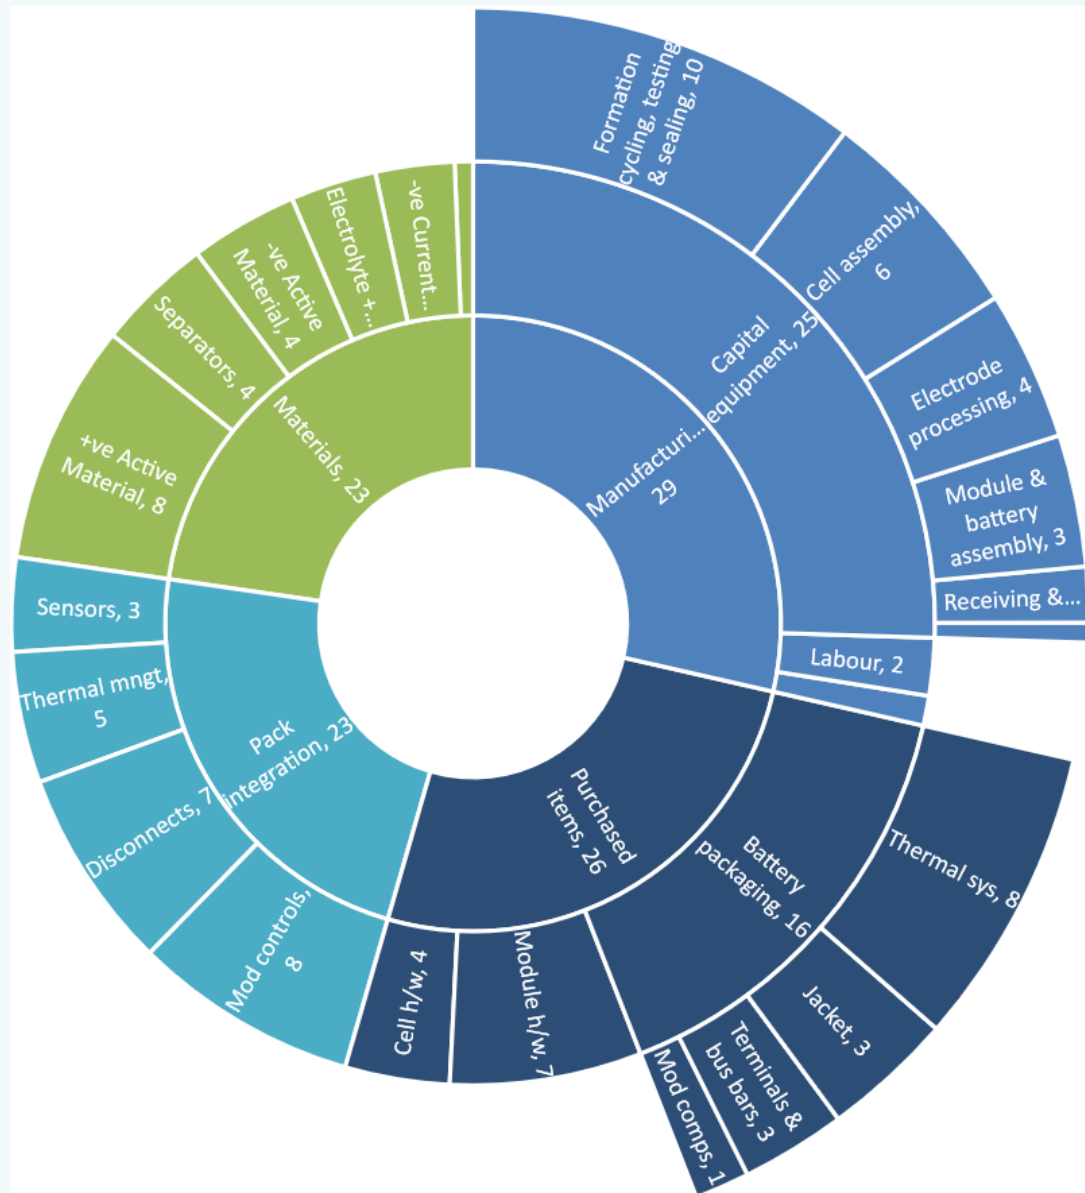 Formation
cycling, testing
& sealing, 10
Cell assembly,
6
Electrode
processing, 4
Module &
battery
assembly, 3
Receiving &...
Capital
equipment, 25
Manufacturi...
29
Labour, 2
Purchased
items, 26
Battery
packaging, 16
Thermal sys, 8
Jacket, 3
Terminals &
bus bars, 3
Mod comps, 1
Module h/w, 7
Cell h/w, 4
Pack
integration, 23
Mod controls,
8
Disconnects, 7
Thermal mngt,
5
Sensors, 3
Materials, 23
+ve Active
Material, 8
Separators, 4
-ve Active
Material, 4
Electrolyte +...
-ve Current...